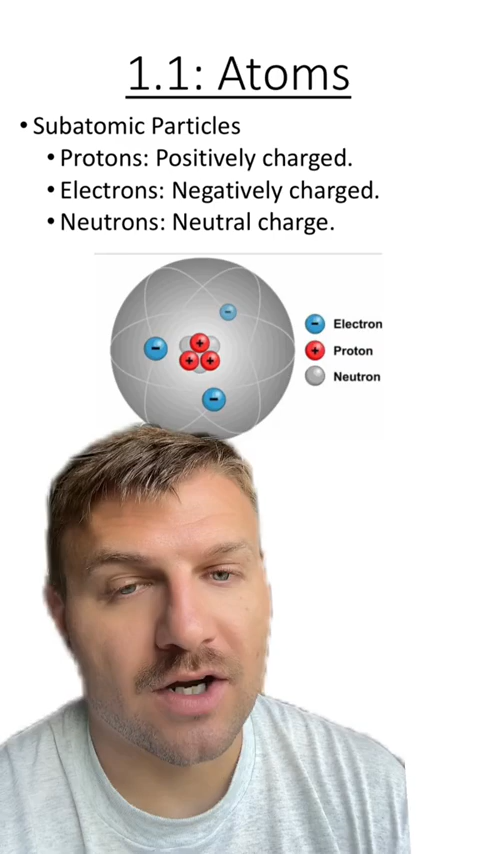 1.1: Atoms
• Subatomic Particles
• Protons: Positively charged.
• Electrons: Negatively charged.
• Neutrons: Neutral charge.
- Electron
+ Proton
Neutron